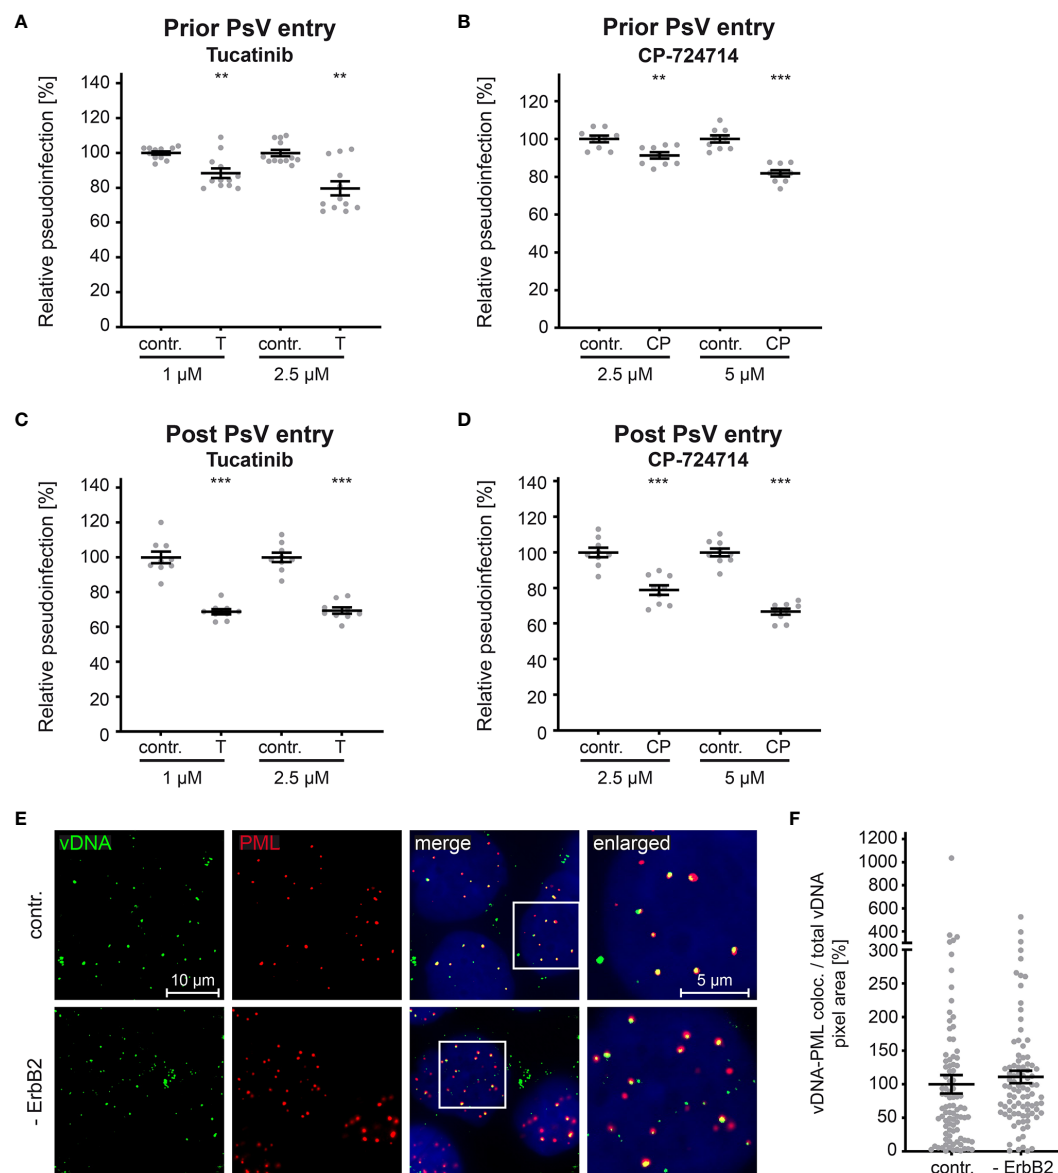 A
Prior PsV entry
Tucatinib
Relative pseudoinfection [%]
140
120
100
80
60
40
20
0
**
**
contr.
T
contr.
T
1 µM
2.5 µM
B
Prior PsV entry
CP-724714
Relative pseudoinfection [%]
120
100
80
60
40
20
0
**
***
contr.
CP
contr.
CP
2.5 µM
5 µM
C
Post PsV entry
Tucatinib
Relative pseudoinfection [%]
140
120
100
80
60
40
20
0
***
***
contr.
T
contr.
T
1 µM
2.5 µM
D
Post PsV entry
CP-724714
Relative pseudoinfection [%]
140
120
100
80
60
40
20
0
***
***
contr.
CP
contr.
CP
2.5 µM
5 µM
E
vDNA
PML
merge
enlarged
contr.
10 µm
5 µm
- ErbB2
F
vDNA-PML coloc. / total vDNA
pixel area [%]
1200
1000
800
600
400
300
250
200
150
100
50
0
contr.
- ErbB2